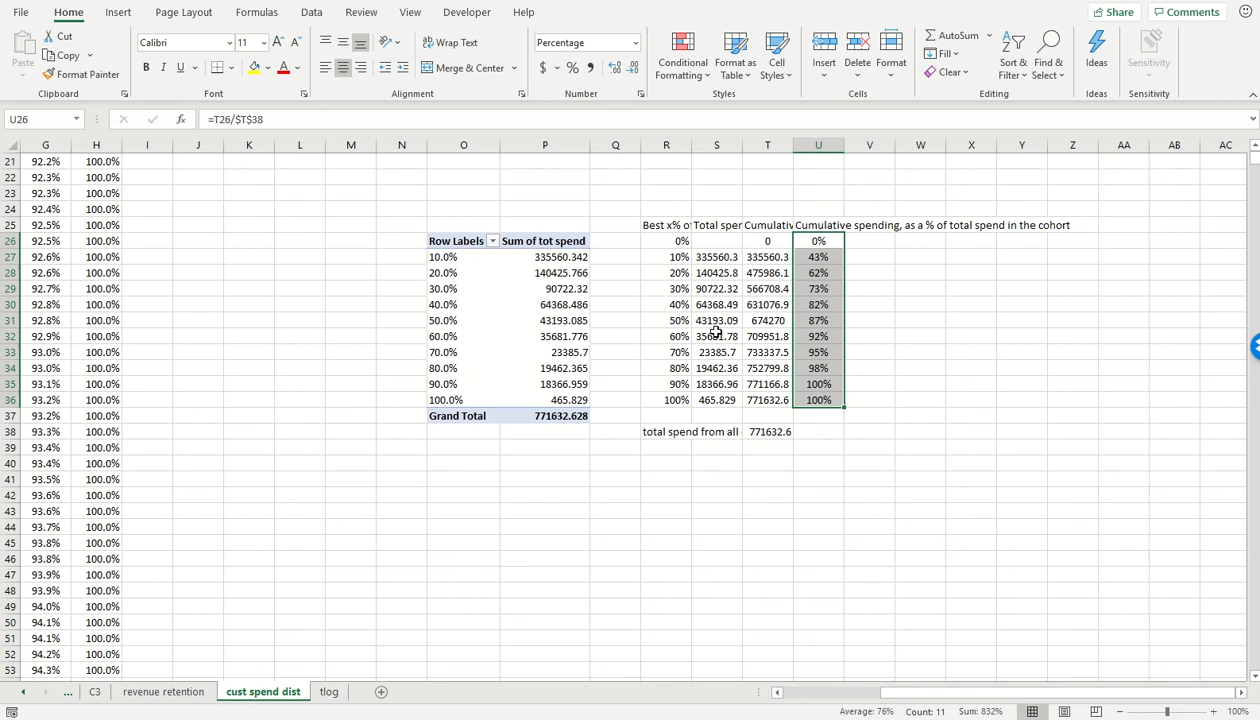 File Home Insert Page Layout Formulas Data Review View Developer Help Share Comments
Paste Cut Copy Format Painter Clipboard
Calibri 11 B I U A Font
Wrap Text Merge & Center Alignment
Percentage $ % Number
Conditional Formatting Format as Table Cell Styles Styles
Insert Delete Format Cells
AutoSum Fill Clear Sort & Filter Find & Select Editing
Ideas Ideas
Sensitivity Sensitivity
U26 fx =T26/$T$38
G H I J K L M N O P Q R S T U V W X Y Z AA AB AC
21 92.2% 100.0%
22 92.3% 100.0%
23 92.3% 100.0%
24 92.4% 100.0%
25 92.5% 100.0% Best x% of Total sper Cumulativ Cumulative spending, as a % of total spend in the cohort
26 92.5% 100.0% Row Labels Sum of tot spend 0% 0 0%
27 92.6% 100.0% 10.0% 335560.342 10% 335560.3 335560.3 43%
28 92.6% 100.0% 20.0% 140425.766 20% 140425.8 475986.1 62%
29 92.7% 100.0% 30.0% 90722.32 30% 90722.32 566708.4 73%
30 92.8% 100.0% 40.0% 64368.486 40% 64368.49 631076.9 82%
31 92.8% 100.0% 50.0% 43193.085 50% 43193.09 674270 87%
32 92.9% 100.0% 60.0% 35681.776 60% 35681.78 709951.8 92%
33 93.0% 100.0% 70.0% 23385.7 70% 23385.7 733337.5 95%
34 93.0% 100.0% 80.0% 19462.365 80% 19462.36 752799.8 98%
35 93.1% 100.0% 90.0% 18366.959 90% 18366.96 771166.8 100%
36 93.2% 100.0% 100.0% 465.829 100% 465.829 771632.6 100%
37 93.2% 100.0% Grand Total 771632.628
38 93.3% 100.0% total spend from all 771632.6
39 93.4% 100.0%
40 93.4% 100.0%
41 93.5% 100.0%
42 93.6% 100.0%
43 93.6% 100.0%
44 93.7% 100.0%
45 93.8% 100.0%
46 93.8% 100.0%
47 93.9% 100.0%
48 93.9% 100.0%
49 94.0% 100.0%
50 94.1% 100.0%
51 94.1% 100.0%
52 94.2% 100.0%
53 94.3% 100.0%
... C3 revenue retention cust spend dist tlog
Average: 76% Count: 11 Sum: 832% 100%